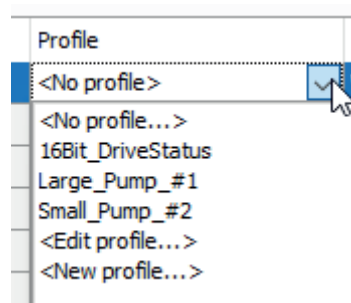 Profile
<No profile>
<No profile...>
16Bit_DriveStatus
Large_Pump_#1
Small_Pump_#2
<Edit profile...>
<New profile...>